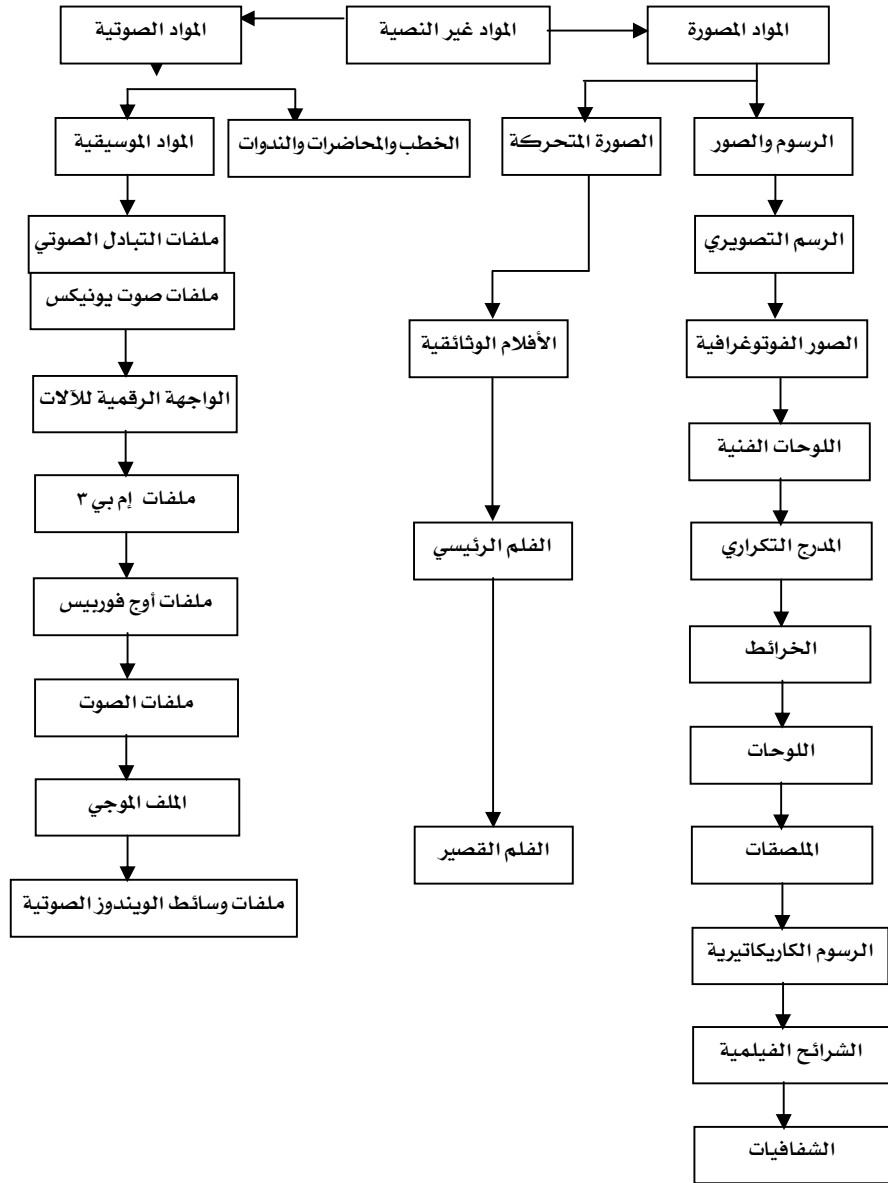 المواد المصورة
المواد غير النصية
المواد الصوتية
الرسوم والصور
الصورة المتحركة
الخطب والمحاضرات والندوات
المواد الموسيقية
الرسم التصويري
ملفات التبادل الصوتي
ملفات صوت يونيكس
الصور الفوتوغرافية
الأفلام الوثائقية
الواجهة الرقمية للآلات
اللوحات الفنية
ملفات إم بي ٣
المدرج التكراري
الفلم الرئيسي
ملفات أوج فوربيس
الخرائط
ملفات الصوت
اللوحات
الملف الموجي
الملصقات
الفلم القصير
ملفات وسائط الويندوز الصوتية
الرسوم الكاريكاتيرية
الشرائح الفيلمية
الشفافيات